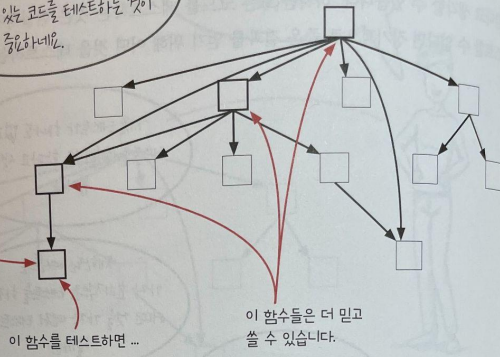 있는 코드를 테스트하는 것이
중요하네요.
이 함수들은 더 믿고
쓸 수 있습니다.
이 함수를 테스트하면 ...